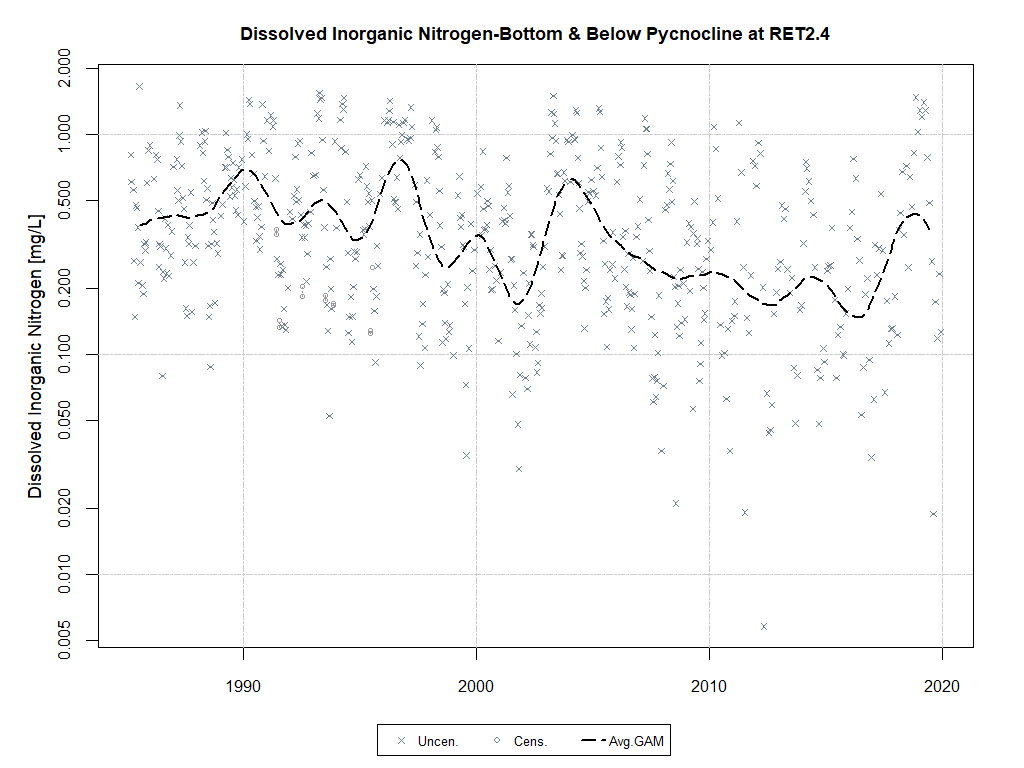 Dissolved Inorganic Nitrogen-Bottom & Below Pycnocline at RET2.4
Dissolved Inorganic Nitrogen [mg/L]
2.000
1.000
0.500
0.200
0.100
0.050
0.020
0.010
0.005
1990 2000 2010 2020
Uncen. Cens. Avg.GAM